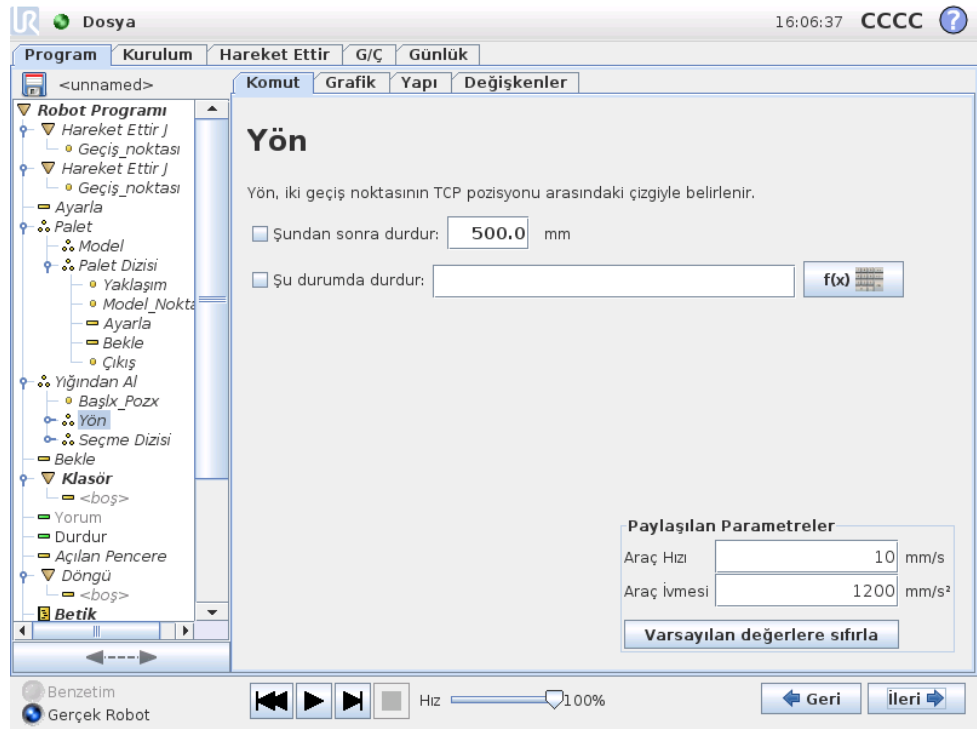 UR Dosya 16:06:37 CCCC ?
Program Kurulum Hareket Ettir G/Ç Günlük
<unnamed>
Komut Grafik Yapı Değişkenler
Robot Programı
Hareket Ettir J
Geçiş_noktası
Hareket Ettir J
Geçiş_noktası
Ayarla
Palet
Model
Palet Dizisi
Yaklaşım
Model_Nokta
Ayarla
Bekle
Çıkış
Yığından Al
Başlx_Pozx
Yön
Seçme Dizisi
Bekle
Klasör
<boş>
Yorum
Durdur
Açılan Pencere
Döngü
<boş>
Betik
Yön
Yön, iki geçiş noktasının TCP pozisyonu arasındaki çizgiyle belirlenir.
Şundan sonra durdur: 500.0 mm
Şu durumda durdur: f(x)
Paylaşılan Parametreler
Araç Hızı 10 mm/s
Araç İvmesi 1200 mm/s²
Varsayılan değerlere sıfırla
Benzetim
Gerçek Robot
Hız 100%
Geri İleri